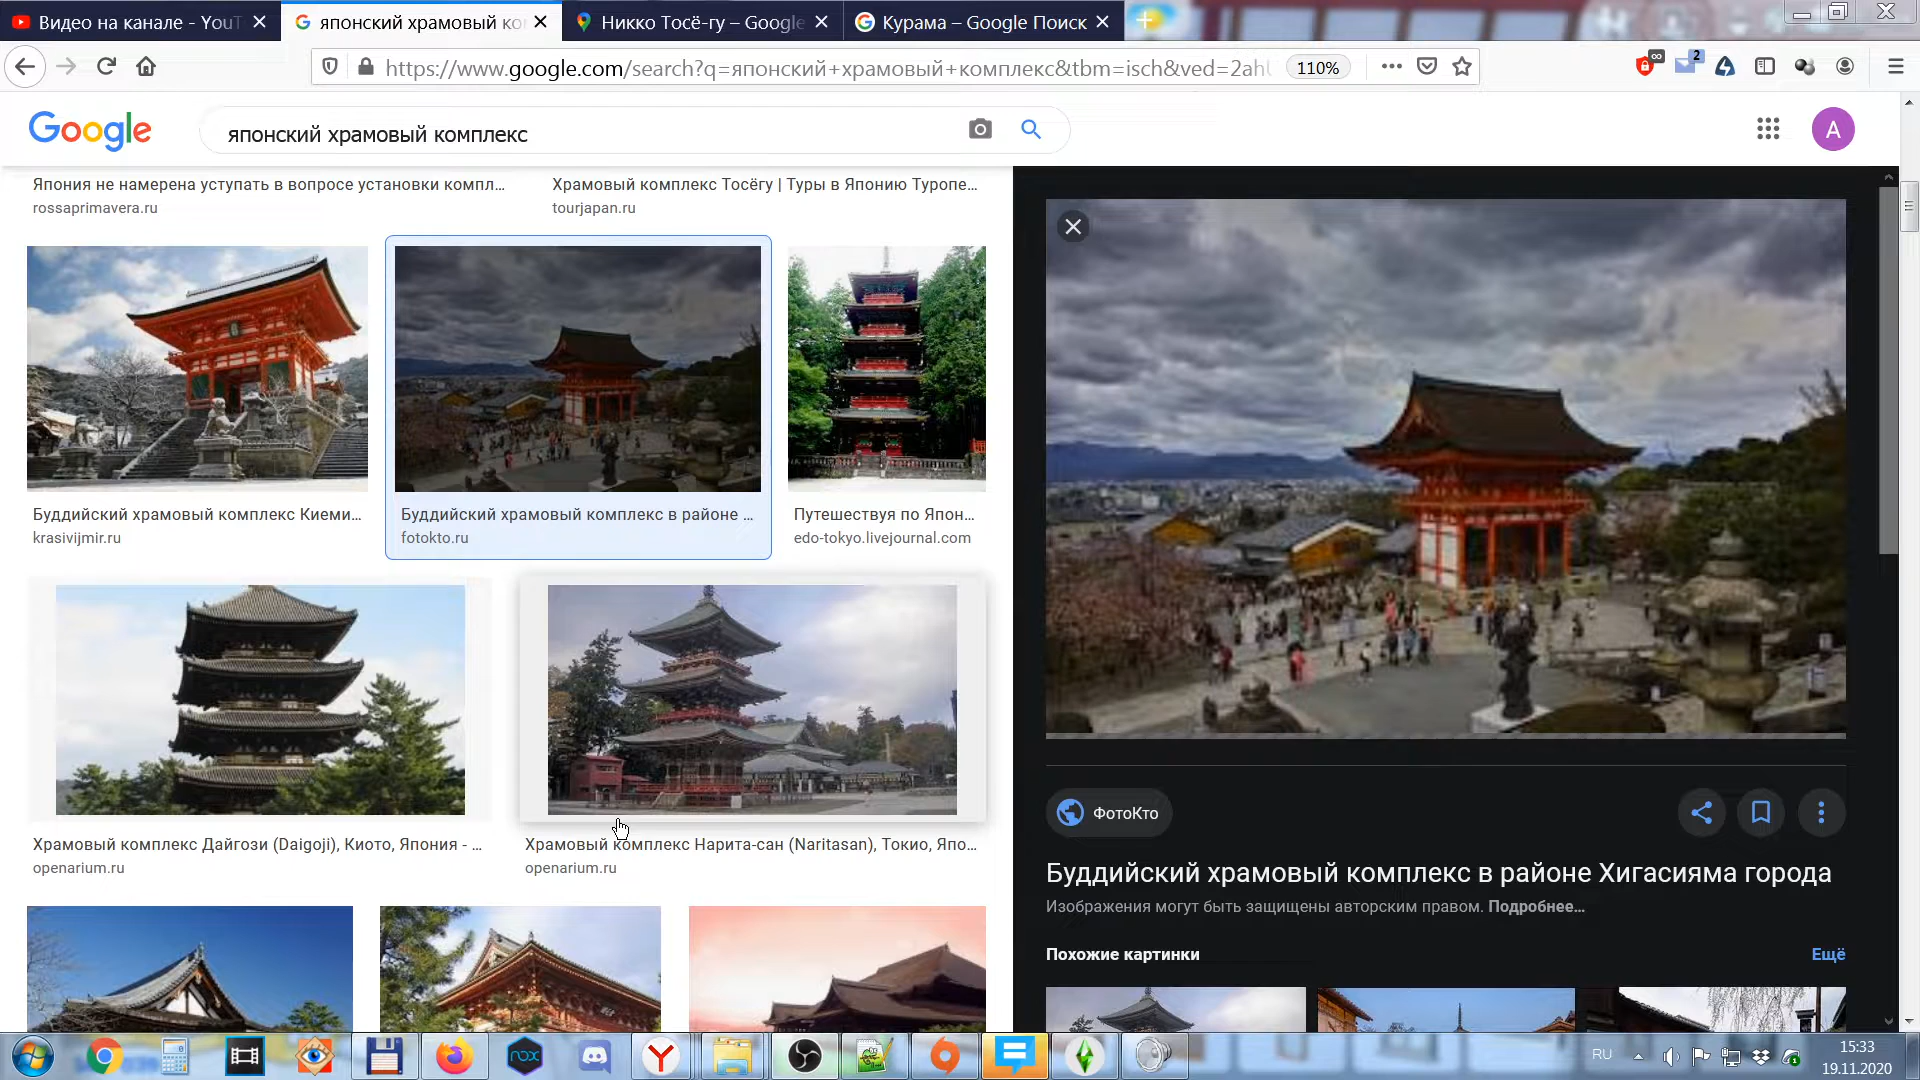 Видео на канале - YouT
японский храмовый ко
Никко Тосё-гу – Google
Курама – Google Поиск
https://www.google.com/search?q=японский+храмовый+комплекс&tbm=isch&ved=2ah
110%
2
Google
японский храмовый комплекс
A
Япония не намерена уступать в вопросе установки компл...
rossaprimavera.ru
Храмовый комплекс Тосёгу | Туры в Японию Туропе...
tourjapan.ru
Буддийский храмовый комплекс Киеми...
krasivijmir.ru
Буддийский храмовый комплекс в районе ...
fotokto.ru
Путешествуя по Япон...
edo-tokyo.livejournal.com
Храмовый комплекс Дайгози (Daigoji), Киото, Япония - ...
openarium.ru
Храмовый комплекс Нарита-сан (Naritasan), Токио, Япо...
openarium.ru
ФотоКто
Буддийский храмовый комплекс в районе Хигасияма города
Изображения могут быть защищены авторским правом. Подробнее...
Похожие картинки
Ещё
nox
RU
15:33
19.11.2020